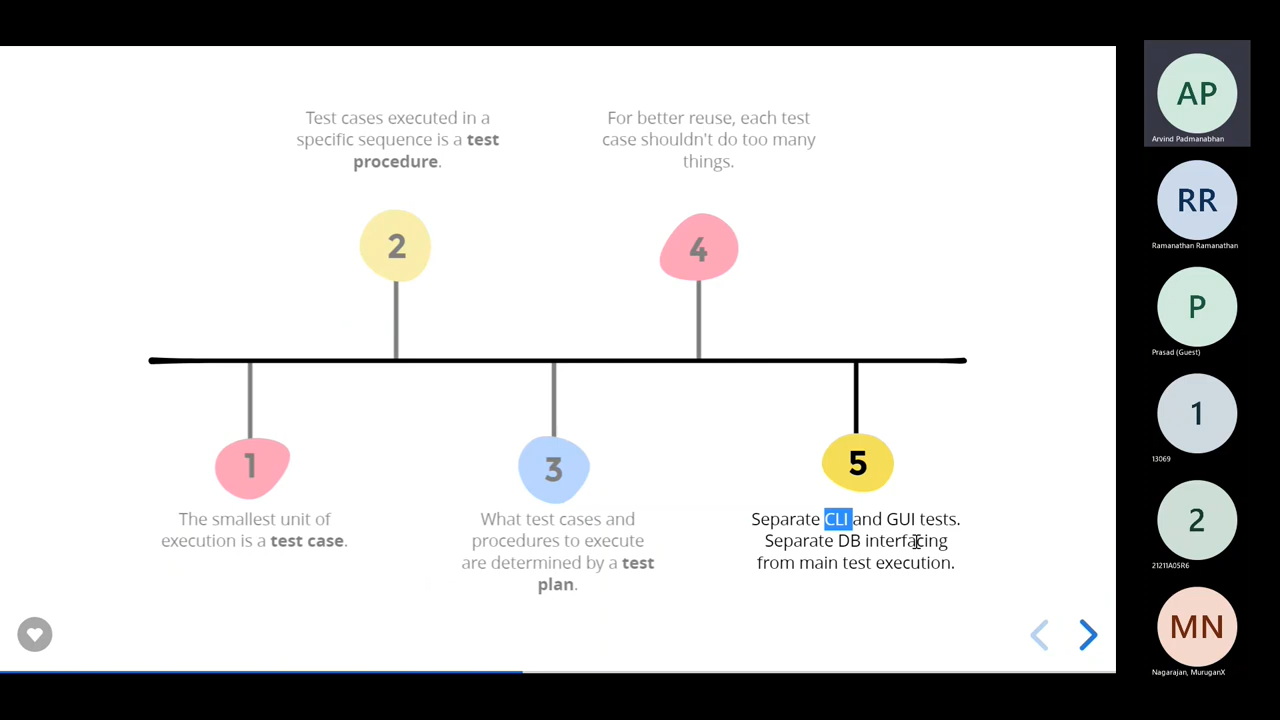 Test cases executed in a
specific sequence is a test
procedure.
For better reuse, each test
case shouldn't do too many
things.
2
4
1
3
5
The smallest unit of
execution is a test case.
What test cases and
procedures to execute
are determined by a test
plan.
Separate CLI and GUI tests.
Separate DB interfacing
from main test execution.
AP
Arvind Padmanabhan
RR
Ramanathan Ramanathan
P
Prasad (Guest)
1
13069
2
21211A05R6
MN
Nagarajan, MuruganX